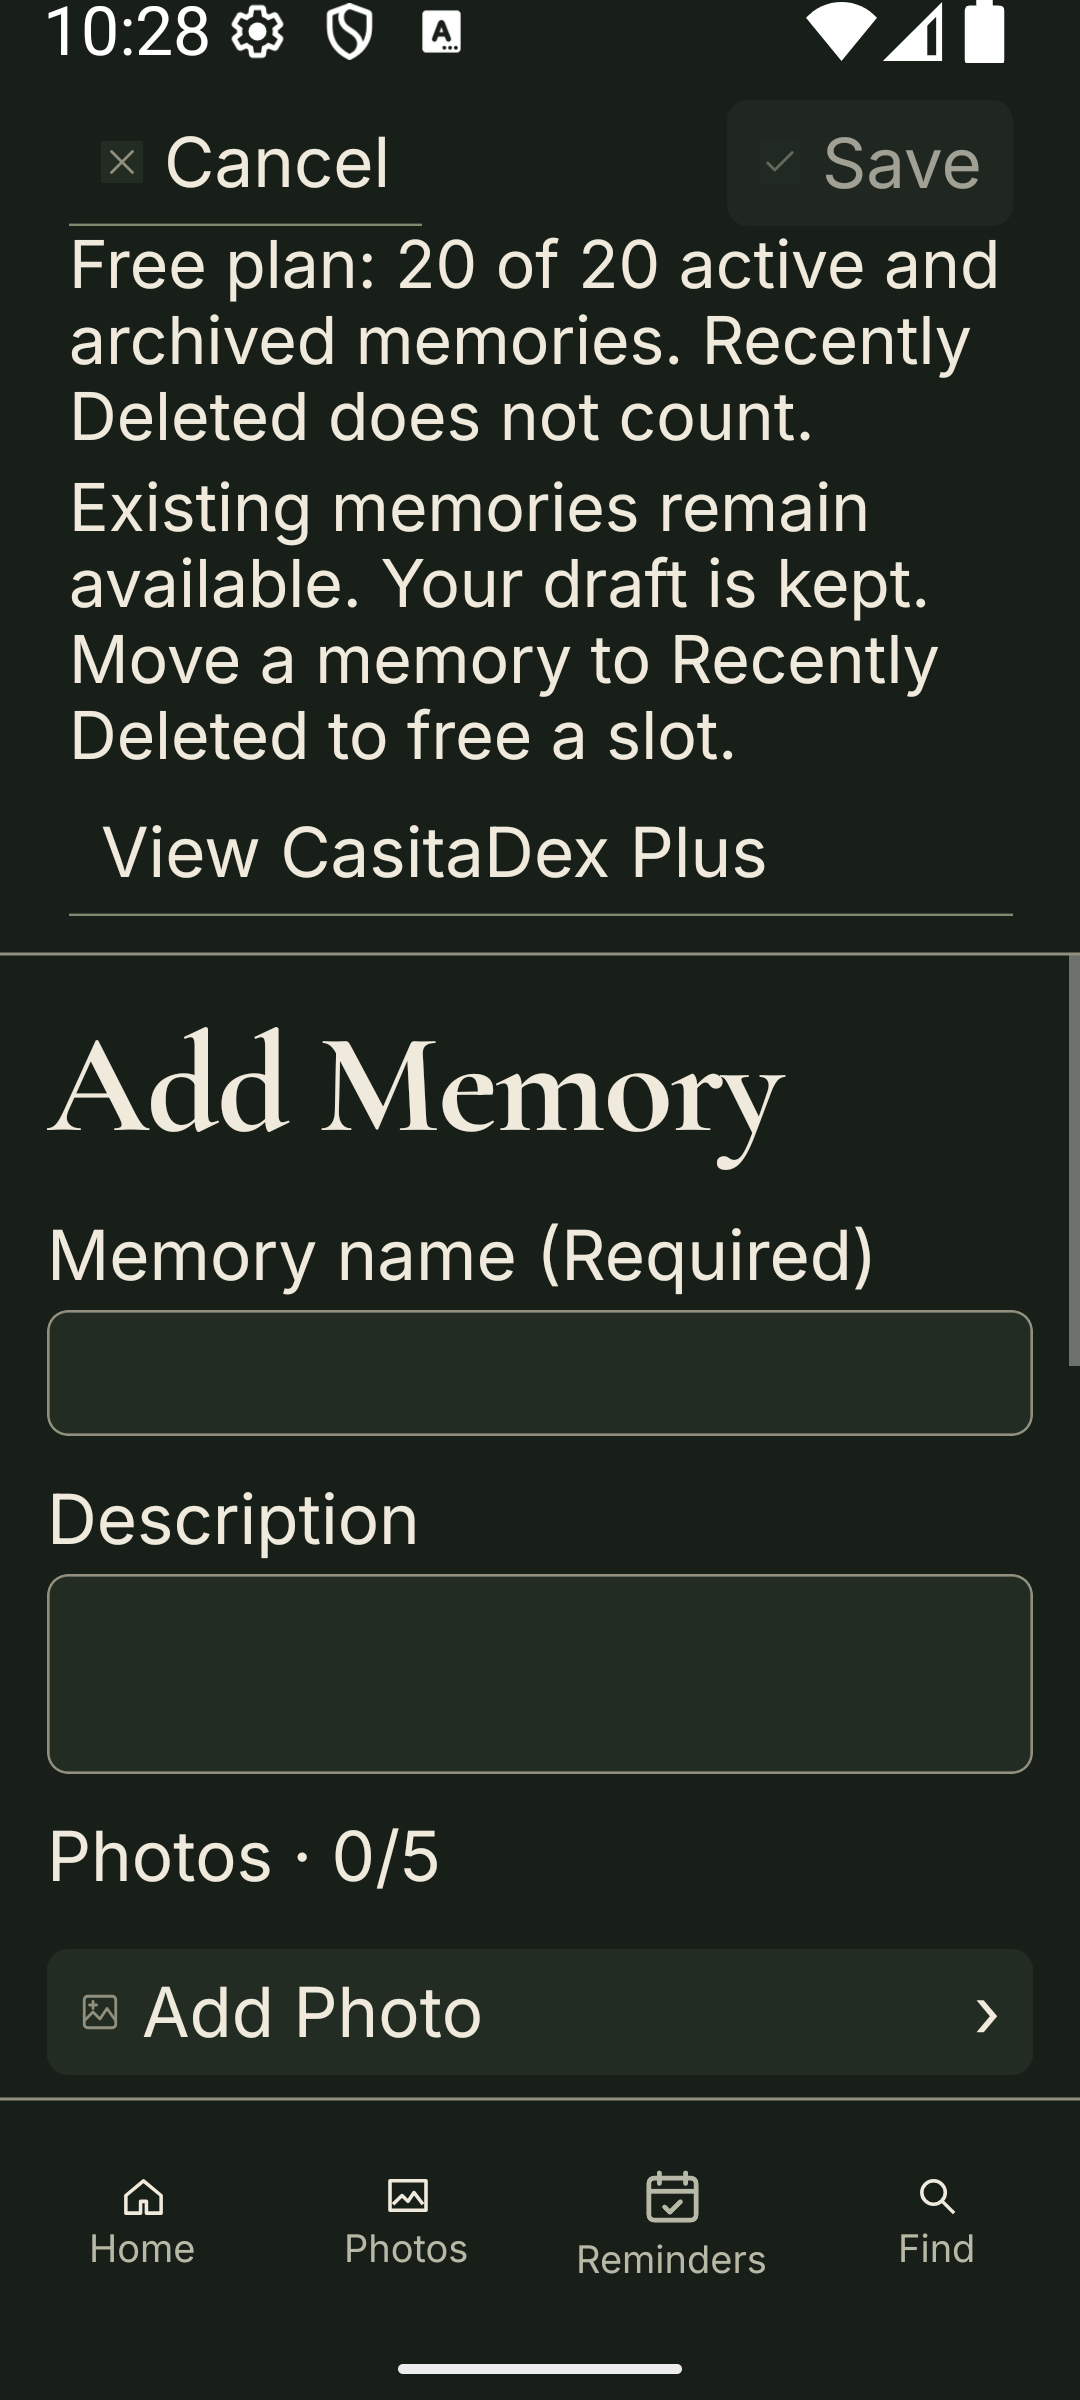 10:28
Cancel
Save
Free plan: 20 of 20 active and
archived memories. Recently
Deleted does not count.
Existing memories remain
available. Your draft is kept.
Move a memory to Recently
Deleted to free a slot.
View CasitaDex Plus
Add Memory
Memory name (Required)
Description
Photos · 0/5
Add Photo ›
Home
Photos
Reminders
Find